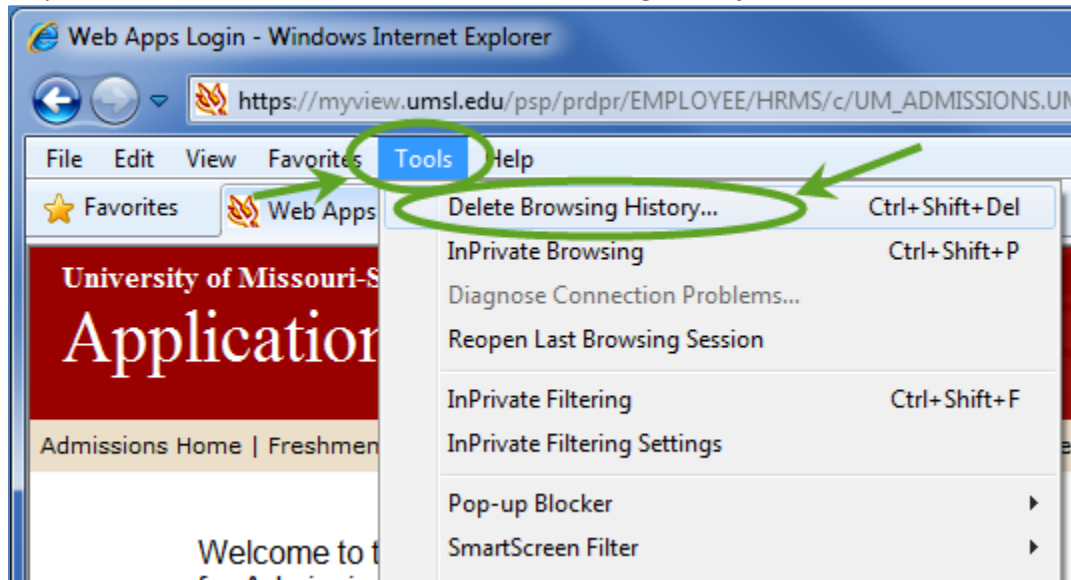 Web Apps Login - Windows Internet Explorer
https://myview.umsl.edu/psp/prdpr/EMPLOYEE/HRMS/c/UM_ADMISSIONS.UM
File Edit View Favorites Tools Help
Favorites Web Apps
Delete Browsing History... Ctrl+Shift+Del
InPrivate Browsing Ctrl+Shift+P
University of Missouri-S
Diagnose Connection Problems...
Application
Reopen Last Browsing Session
InPrivate Filtering Ctrl+Shift+F
Admissions Home | Freshmen
InPrivate Filtering Settings
Pop-up Blocker
Welcome to t
SmartScreen Filter